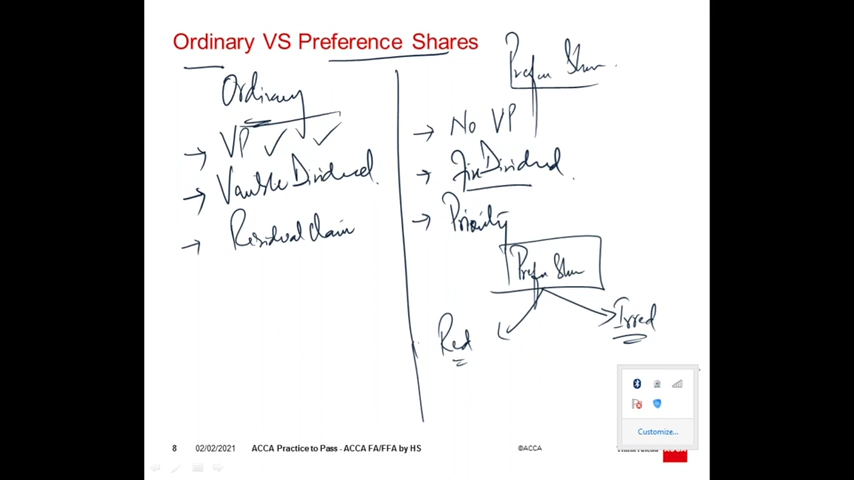 Ordinary VS Preference Shares
Ordinary
→ VP ✓ ✓
→ Variable Dividend
→ Residual Claim
Prefer Share
→ No VP
→ Fix Dividend
→ Priority
Prefer Share
Red
Irred
Customize...
8 02/02/2021 ACCA Practice to Pass - ACCA FA/FFA by HS ©ACCA